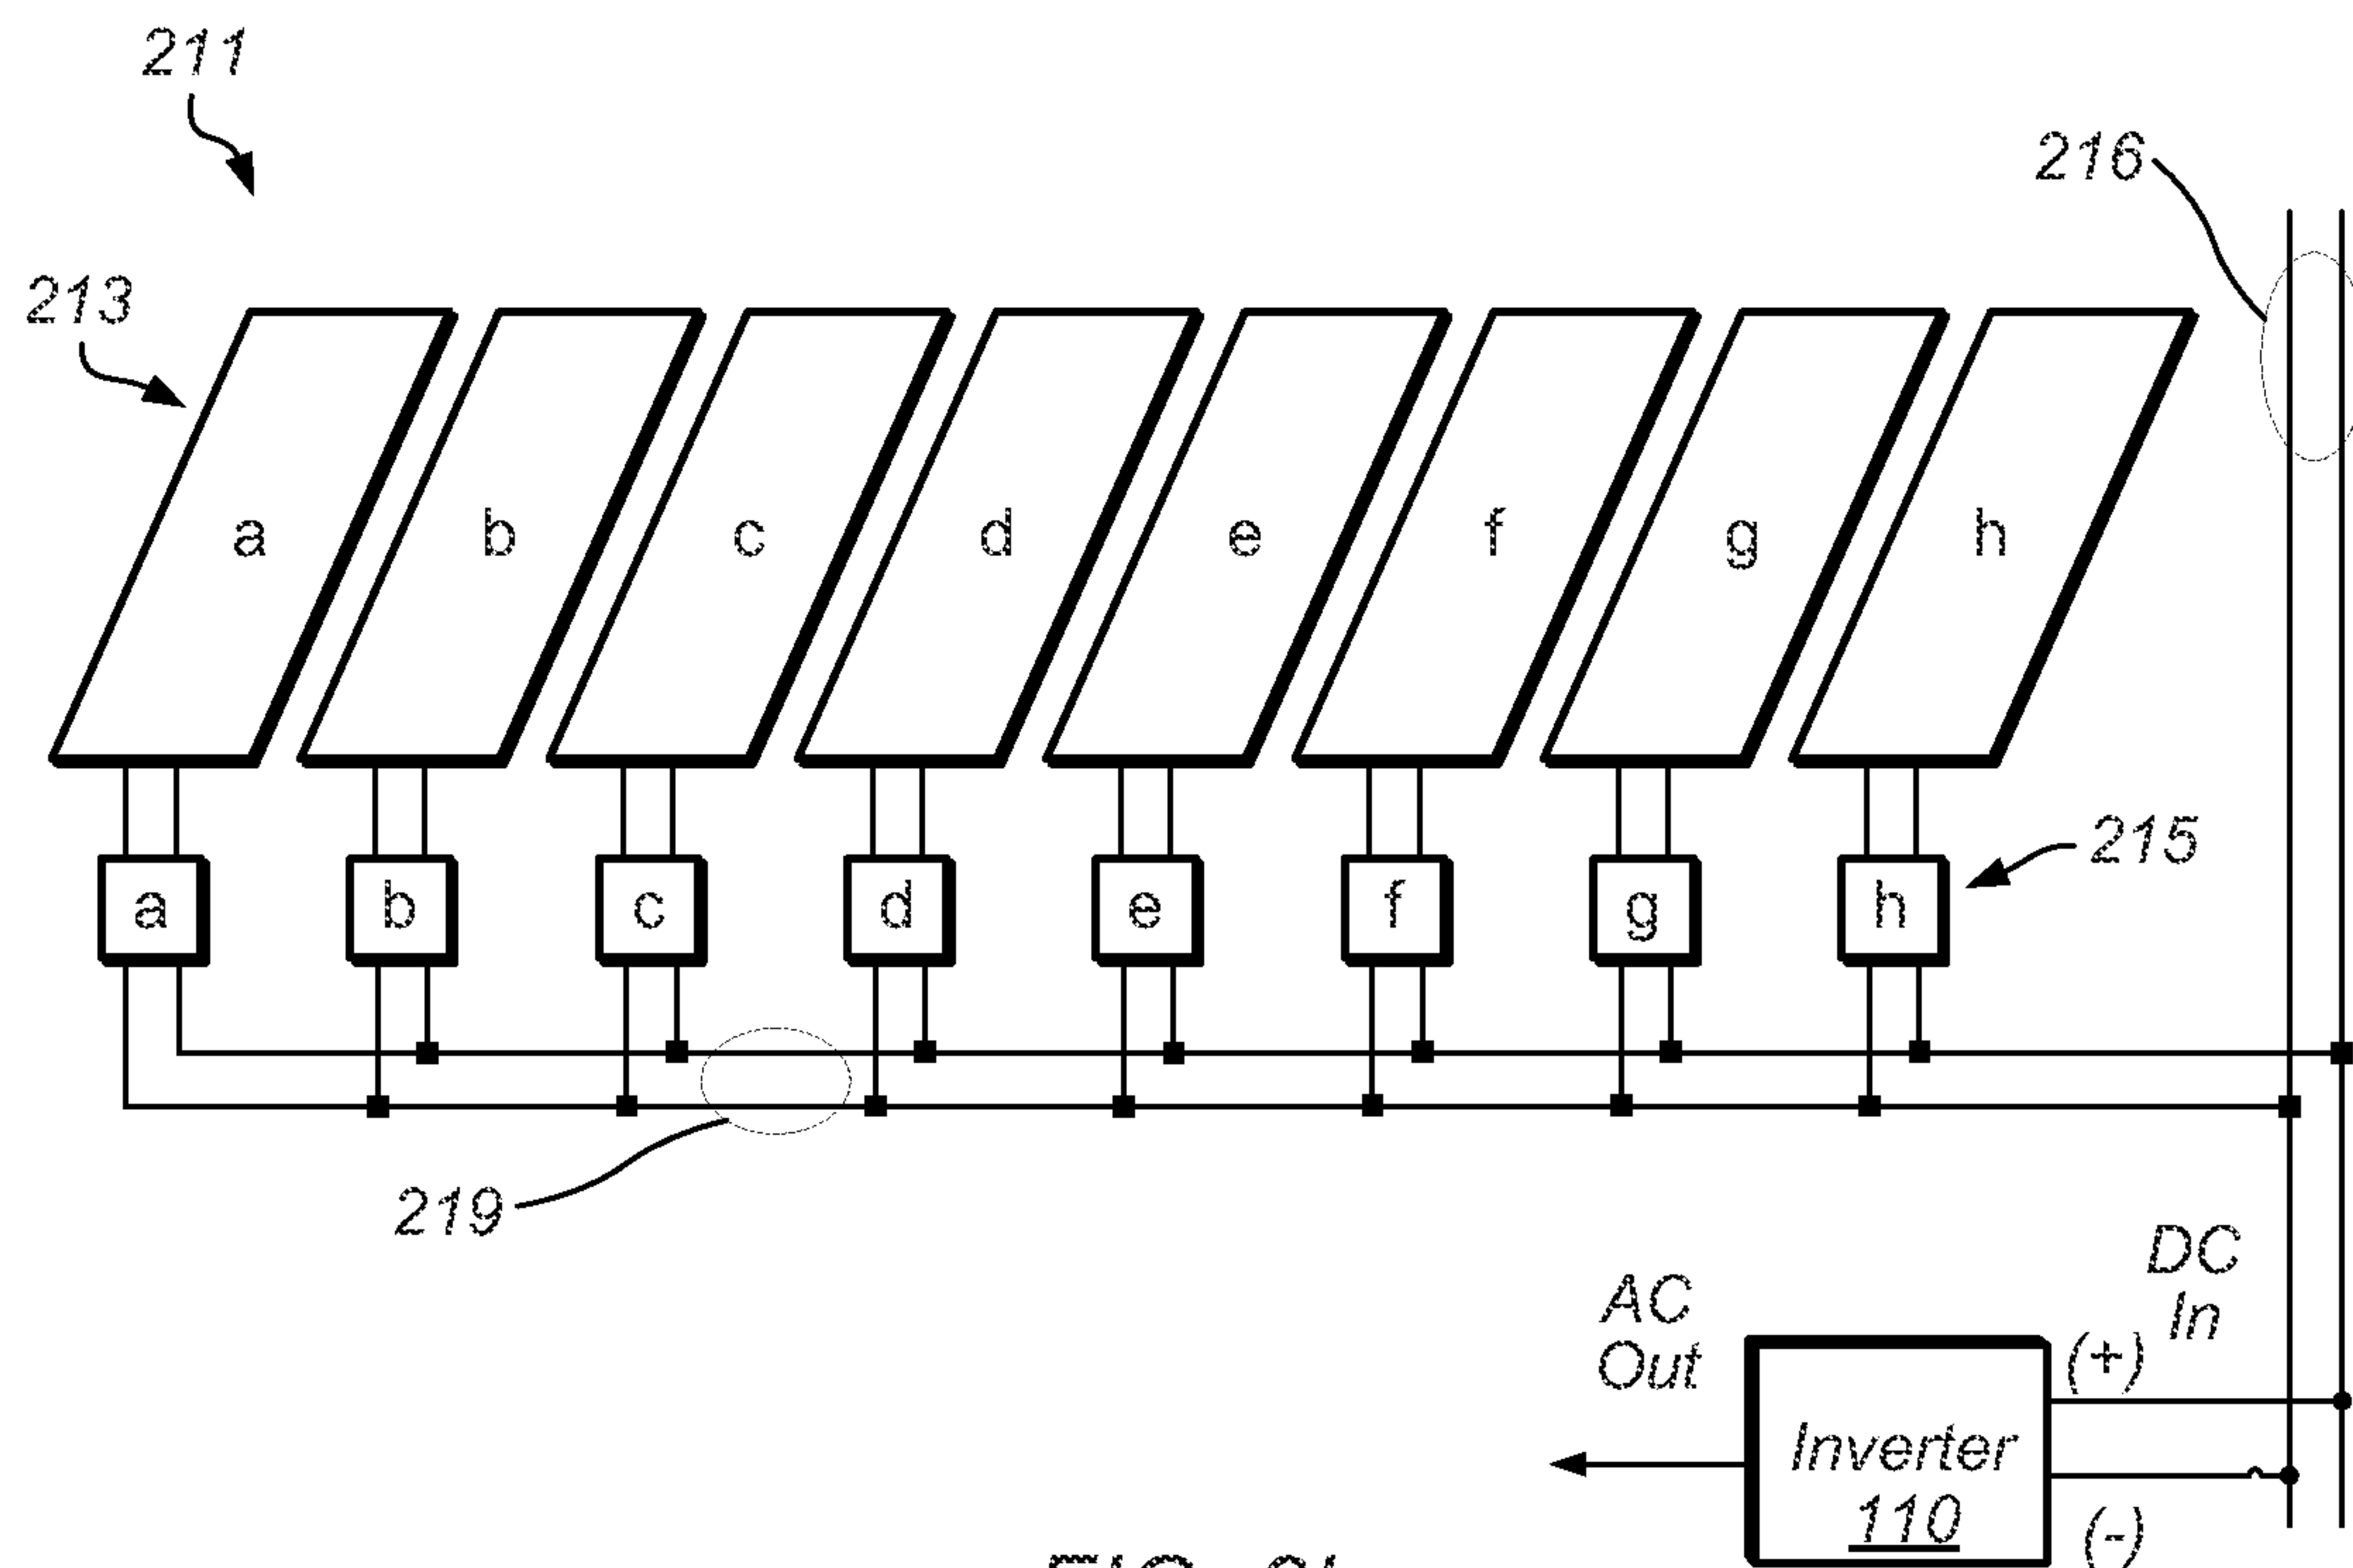 211
216
213
a b c d e f g h
215
a b c d e f g h
219
DC
In
AC
Out
(+)
Inverter
110
(-)